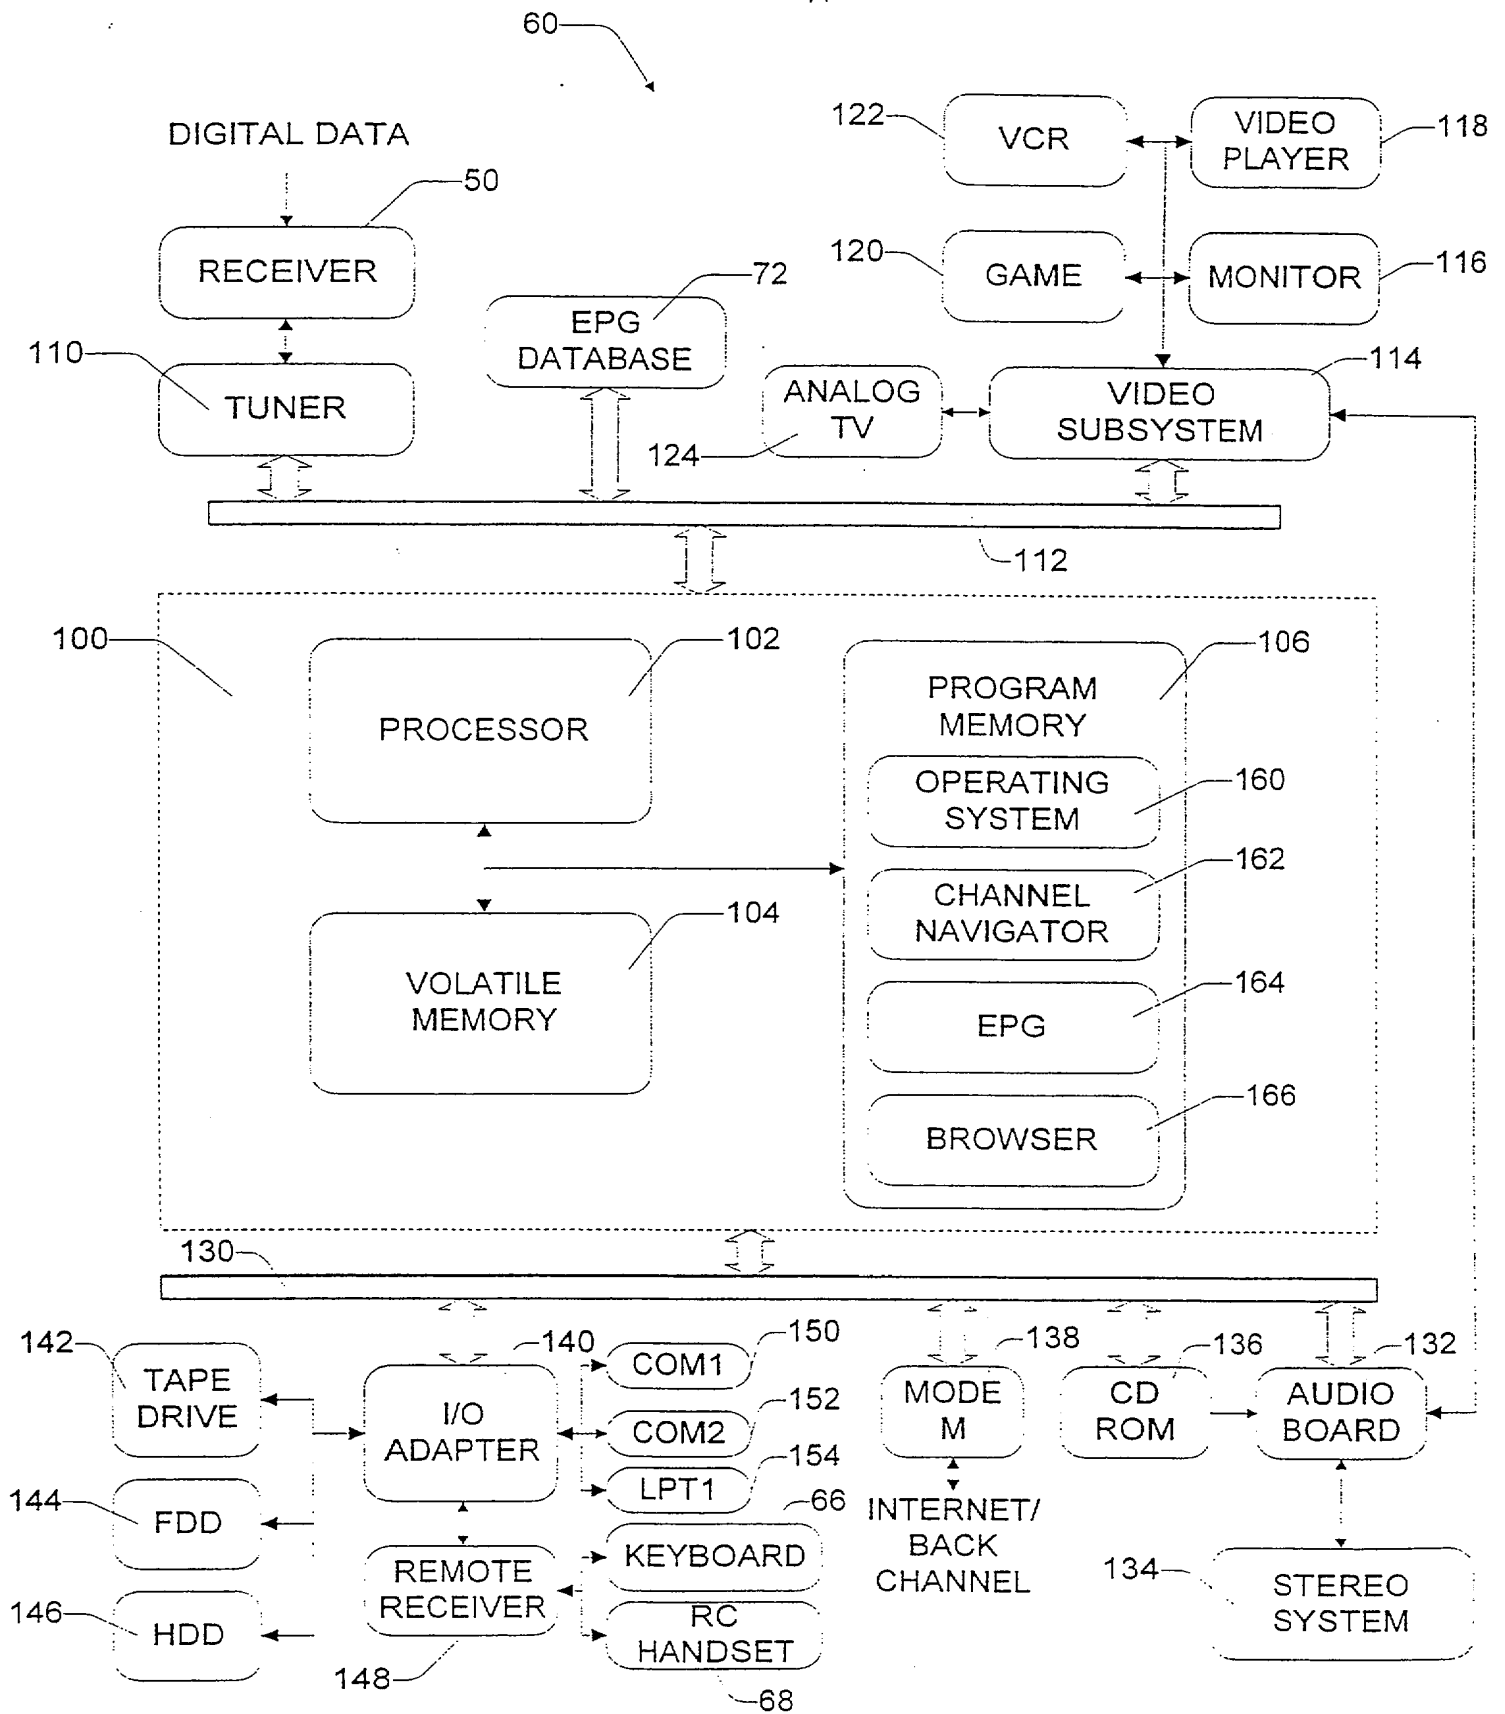 60
DIGITAL DATA
50
RECEIVER
110
TUNER
72
EPG
DATABASE
122
VCR
VIDEO
PLAYER
118
120
GAME
MONITOR
116
ANALOG
TV
124
VIDEO
SUBSYSTEM
114
112
100
102
PROCESSOR
104
VOLATILE
MEMORY
106
PROGRAM
MEMORY
OPERATING
SYSTEM
160
CHANNEL
NAVIGATOR
162
EPG
164
BROWSER
166
130
142
TAPE
DRIVE
144
FDD
146
HDD
140
I/O
ADAPTER
REMOTE
RECEIVER
148
COM1
150
COM2
152
LPT1
154
66
KEYBOARD
RC
HANDSET
68
138
MODE
M
INTERNET/
BACK
CHANNEL
136
CD
ROM
132
AUDIO
BOARD
134
STEREO
SYSTEM